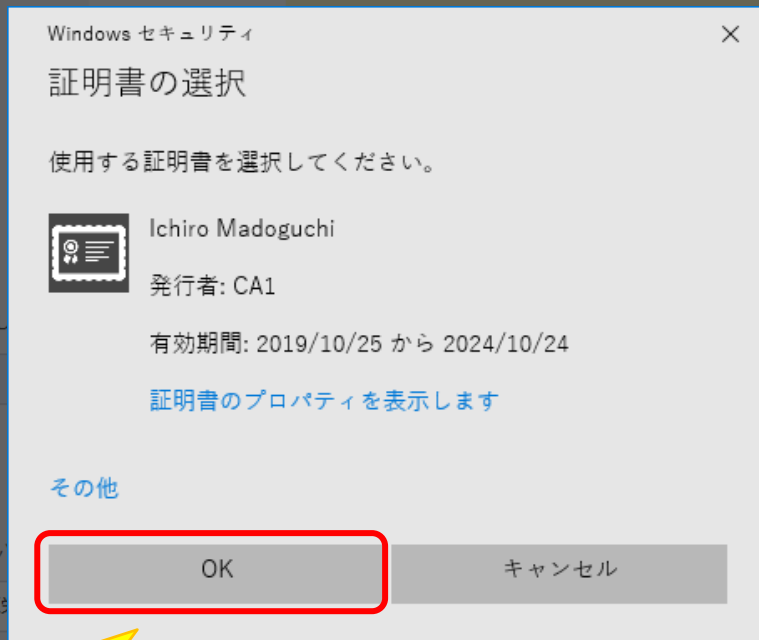 Windows セキュリティ
証明書の選択
使用する証明書を選択してください。
Ichiro Madoguchi
発行者: CA1
有効期間: 2019/10/25 から 2024/10/24
証明書のプロパティを表示します
その他
OK
キャンセル